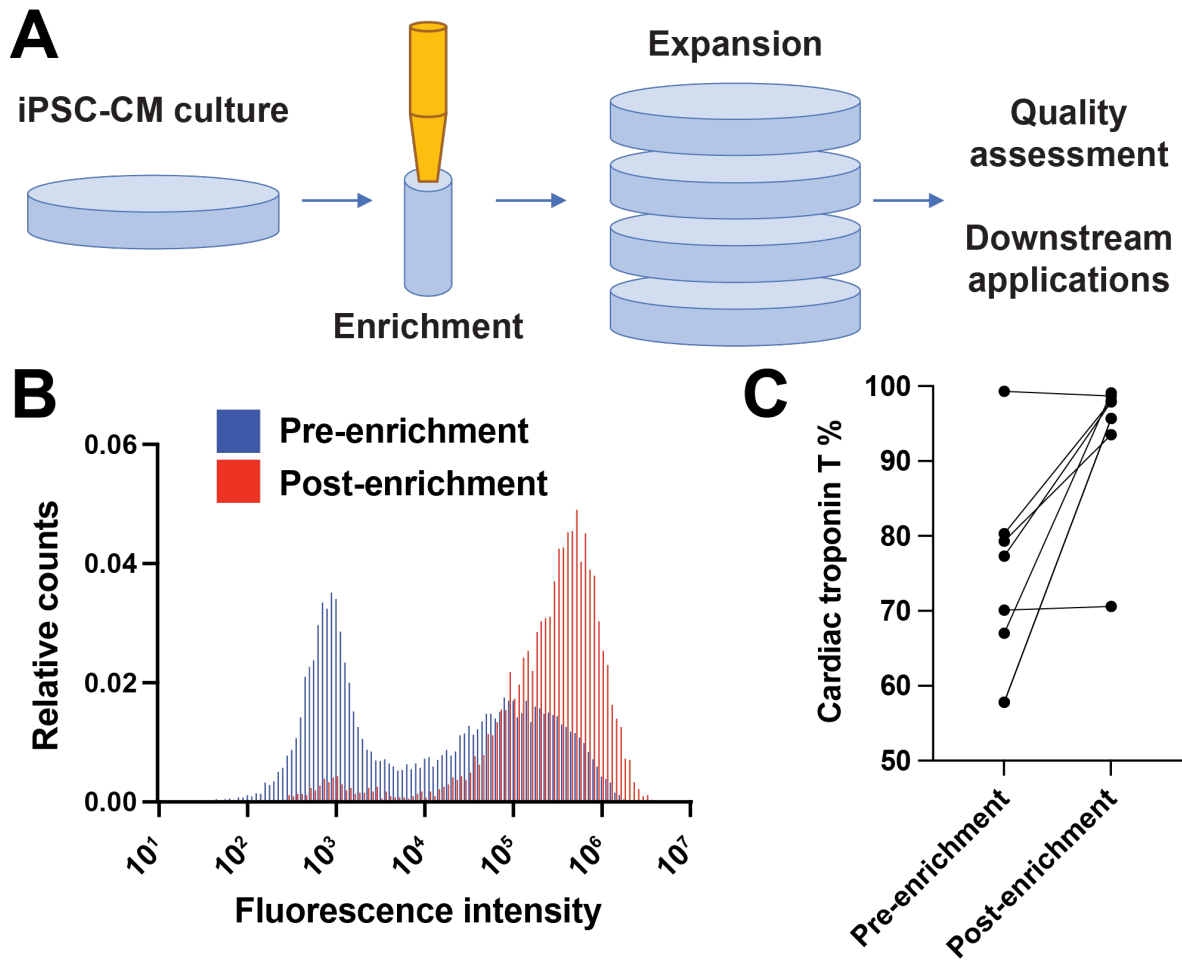 A
iPSC-CM culture
Enrichment
Expansion
Quality
assessment
Downstream
applications
B
Pre-enrichment
Post-enrichment
Relative counts
0.06
0.04
0.02
0.00
10¹
10²
10³
10⁴
10⁵
10⁶
10⁷
Fluorescence intensity
C
Cardiac troponin T %
100
90
80
70
60
50
Pre-enrichment
Post-enrichment